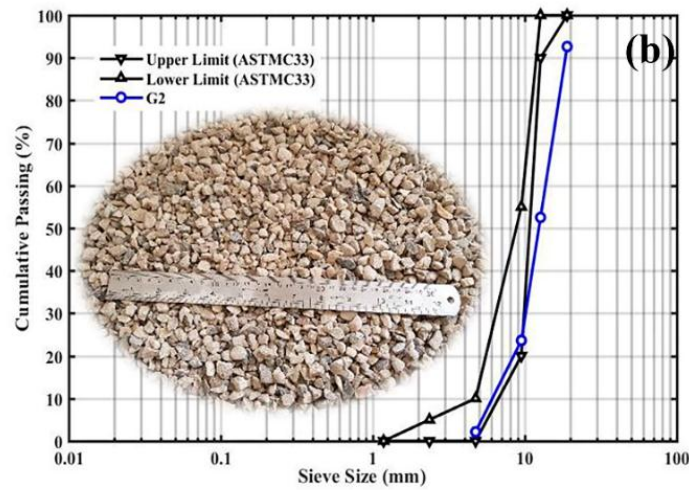 100
90
80
70
60
50
40
30
20
10
0
Cumulative Passing (%)
Upper Limit (ASTMC33)
Lower Limit (ASTMC33)
G2
(b)
0.01 0.1 1 10 100
Sieve Size (mm)